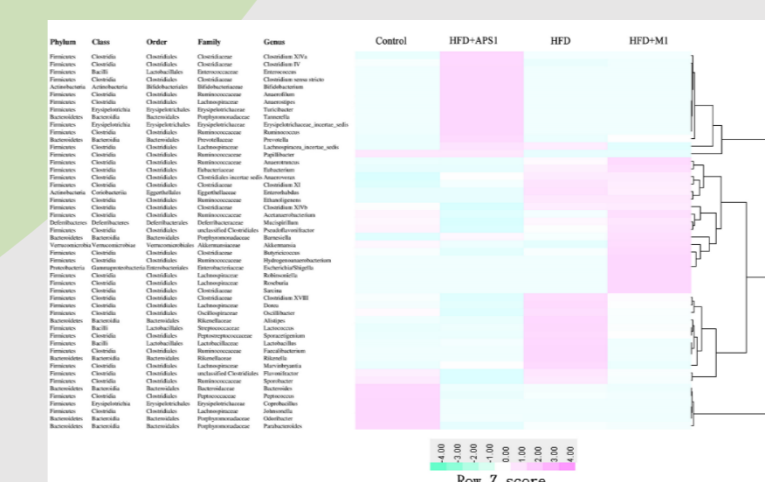 Phylum Class Order Family Genus Control HFD+APS1 HFD HFD+M1
Firmicutes Clostridia Clostridiales Clostridiaceae Clostridium XIVa
Firmicutes Clostridia Clostridiales Clostridiaceae Clostridium IV
Firmicutes Bacilli Lactobacillales Enterococcaceae Enterococcus
Firmicutes Clostridia Clostridiales Clostridiaceae Clostridium sensu stricto
Actinobacteria Actinobacteria Bifidobacteriales Bifidobacteriaceae Bifidobacterium
Firmicutes Clostridia Clostridiales Ruminococcaceae
Firmicutes Clostridia Clostridiales Lachnospiraceae Anaerostipes
Firmicutes Erysipelotrichia Erysipelotrichales Erysipelotrichaceae Turicibacter
Bacteroidetes Bacteroidia Bacteroidales Porphyromonadaceae Tannerella
Firmicutes Erysipelotrichia Erysipelotrichales Erysipelotrichaceae Erysipelotrichaceae_incertae_sedis
Firmicutes Clostridia Clostridiales Ruminococcaceae Ruminococcus
Bacteroidetes Bacteroidia Bacteroidales Prevotellaceae Prevotella
Firmicutes Clostridia Clostridiales Lachnospiraceae Lachnospiracea_incertae_sedis
Firmicutes Clostridia Clostridiales Ruminococcaceae Papillibacter
Firmicutes Clostridia Clostridiales Ruminococcaceae Anaerotruncus
Firmicutes Clostridia Clostridiales Eubacteriaceae Eubacterium
Firmicutes Clostridia Clostridiales Clostridiales incertae sedis Anaerovorax
Firmicutes Clostridia Clostridiales Clostridiaceae Clostridium XI
Actinobacteria Coriobacteriia Eggerthellales Eggerthellaceae Enterorhabdus
Firmicutes Clostridia Clostridiales Ruminococcaceae Ethanoligenens
Firmicutes Clostridia Clostridiales Clostridiaceae Clostridium XIVb
Firmicutes Clostridia Clostridiales Ruminococcaceae Acetanaerobacterium
Deferribacteres Deferribacteres Deferribacterales Deferribacteraceae Mucispirillum
Firmicutes Clostridia Clostridiales unclassified Clostridiales Pseudoflavonifractor
Bacteroidetes Bacteroidia Bacteroidales Porphyromonadaceae Barnesiella
Verrucomicrobia Verrucomicrobiae Verrucomicrobiales Akkermansiaceae Akkermansia
Firmicutes Clostridia Clostridiales Clostridiaceae Butyricicoccus
Firmicutes Clostridia Clostridiales Ruminococcaceae Hydrogenoanaerobacterium
Proteobacteria Gammaproteobacteria Enterobacteriales Enterobacteriaceae Escherichia/Shigella
Firmicutes Clostridia Clostridiales Lachnospiraceae Robinsoniella
Firmicutes Clostridia Clostridiales Lachnospiraceae Roseburia
Firmicutes Clostridia Clostridiales Clostridiaceae Sarcina
Firmicutes Clostridia Clostridiales Clostridiaceae Clostridium XVIII
Firmicutes Clostridia Clostridiales Lachnospiraceae Dorea
Firmicutes Clostridia Clostridiales Oscillospiraceae Oscillibacter
Bacteroidetes Bacteroidia Bacteroidales Rikenellaceae Alistipes
Firmicutes Bacilli Lactobacillales Streptococcaceae Lactococcus
Firmicutes Clostridia Clostridiales Peptostreptococcaceae Sporacetigenium
Firmicutes Bacilli Lactobacillales Lactobacillaceae Lactobacillus
Firmicutes Clostridia Clostridiales Ruminococcaceae Faecalibacterium
Bacteroidetes Bacteroidia Bacteroidales Rikenellaceae Rikenella
Firmicutes Clostridia Clostridiales Lachnospiraceae Marvinbryantia
Firmicutes Clostridia Clostridiales unclassified Clostridiales Flavonifractor
Firmicutes Clostridia Clostridiales Ruminococcaceae Sporobacter
Bacteroidetes Bacteroidia Bacteroidales Bacteroidaceae Bacteroides
Firmicutes Clostridia Clostridiales Peptococcaceae Peptococcus
Firmicutes Erysipelotrichia Erysipelotrichales Erysipelotrichaceae Coprobacillus
Firmicutes Clostridia Clostridiales Lachnospiraceae Johnsonella
Bacteroidetes Bacteroidia Bacteroidales Porphyromonadaceae Odoribacter
Bacteroidetes Bacteroidia Bacteroidales Porphyromonadaceae Parabacteroides
-4.00 -3.00 -2.00 -1.00 0.00 1.00 2.00 3.00 4.00
Row Z score